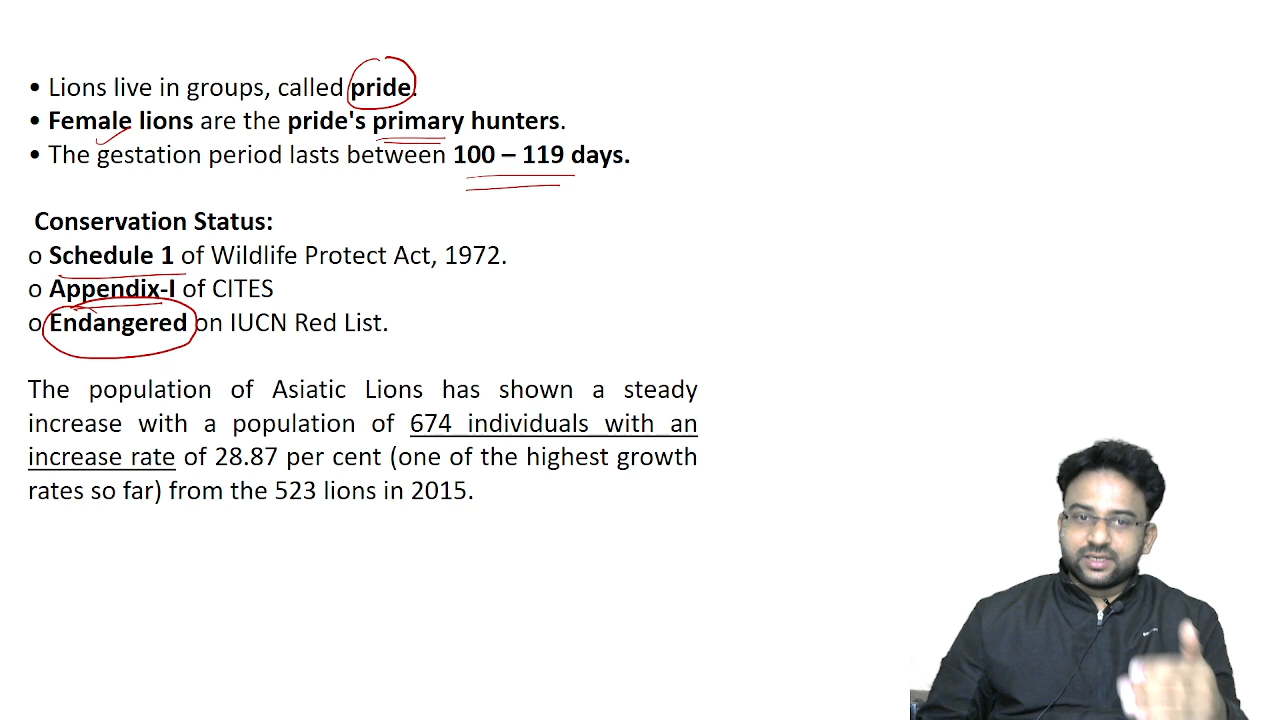 • Lions live in groups, called pride.
• Female lions are the pride's primary hunters.
• The gestation period lasts between 100 – 119 days.
Conservation Status:
o Schedule 1 of Wildlife Protect Act, 1972.
o Appendix-I of CITES
o Endangered on IUCN Red List.
The population of Asiatic Lions has shown a steady
increase with a population of 674 individuals with an
increase rate of 28.87 per cent (one of the highest growth
rates so far) from the 523 lions in 2015.